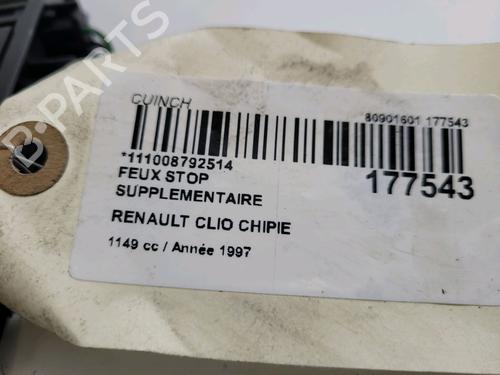 B-PARTS
CUINCH
80901601 177543
*111008792514
177543
FEUX STOP
SUPPLEMENTAIRE
RENAULT CLIO CHIPIE
1149 cc / Année 1997